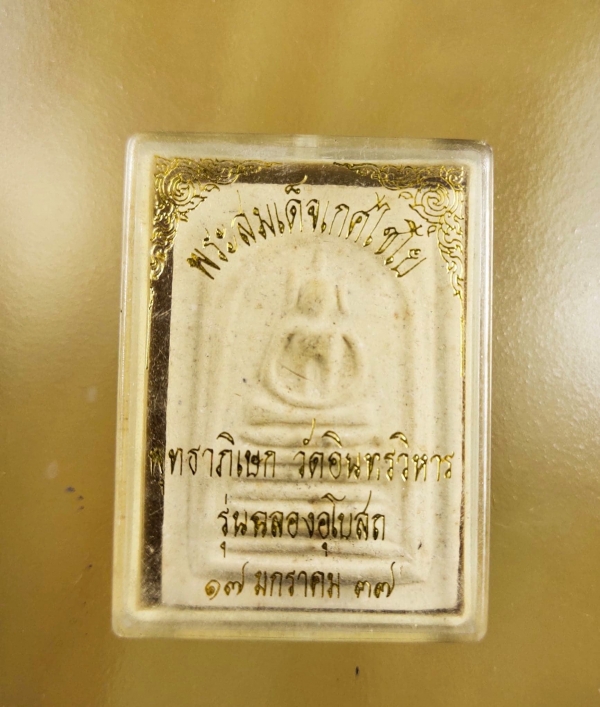 พระสมเด็จเกศไชโย
พุทธาภิเษก วัดอินทรวิหาร
รุ่นฉลองอุโบสถ
๑๗ มกราคม ๓๗